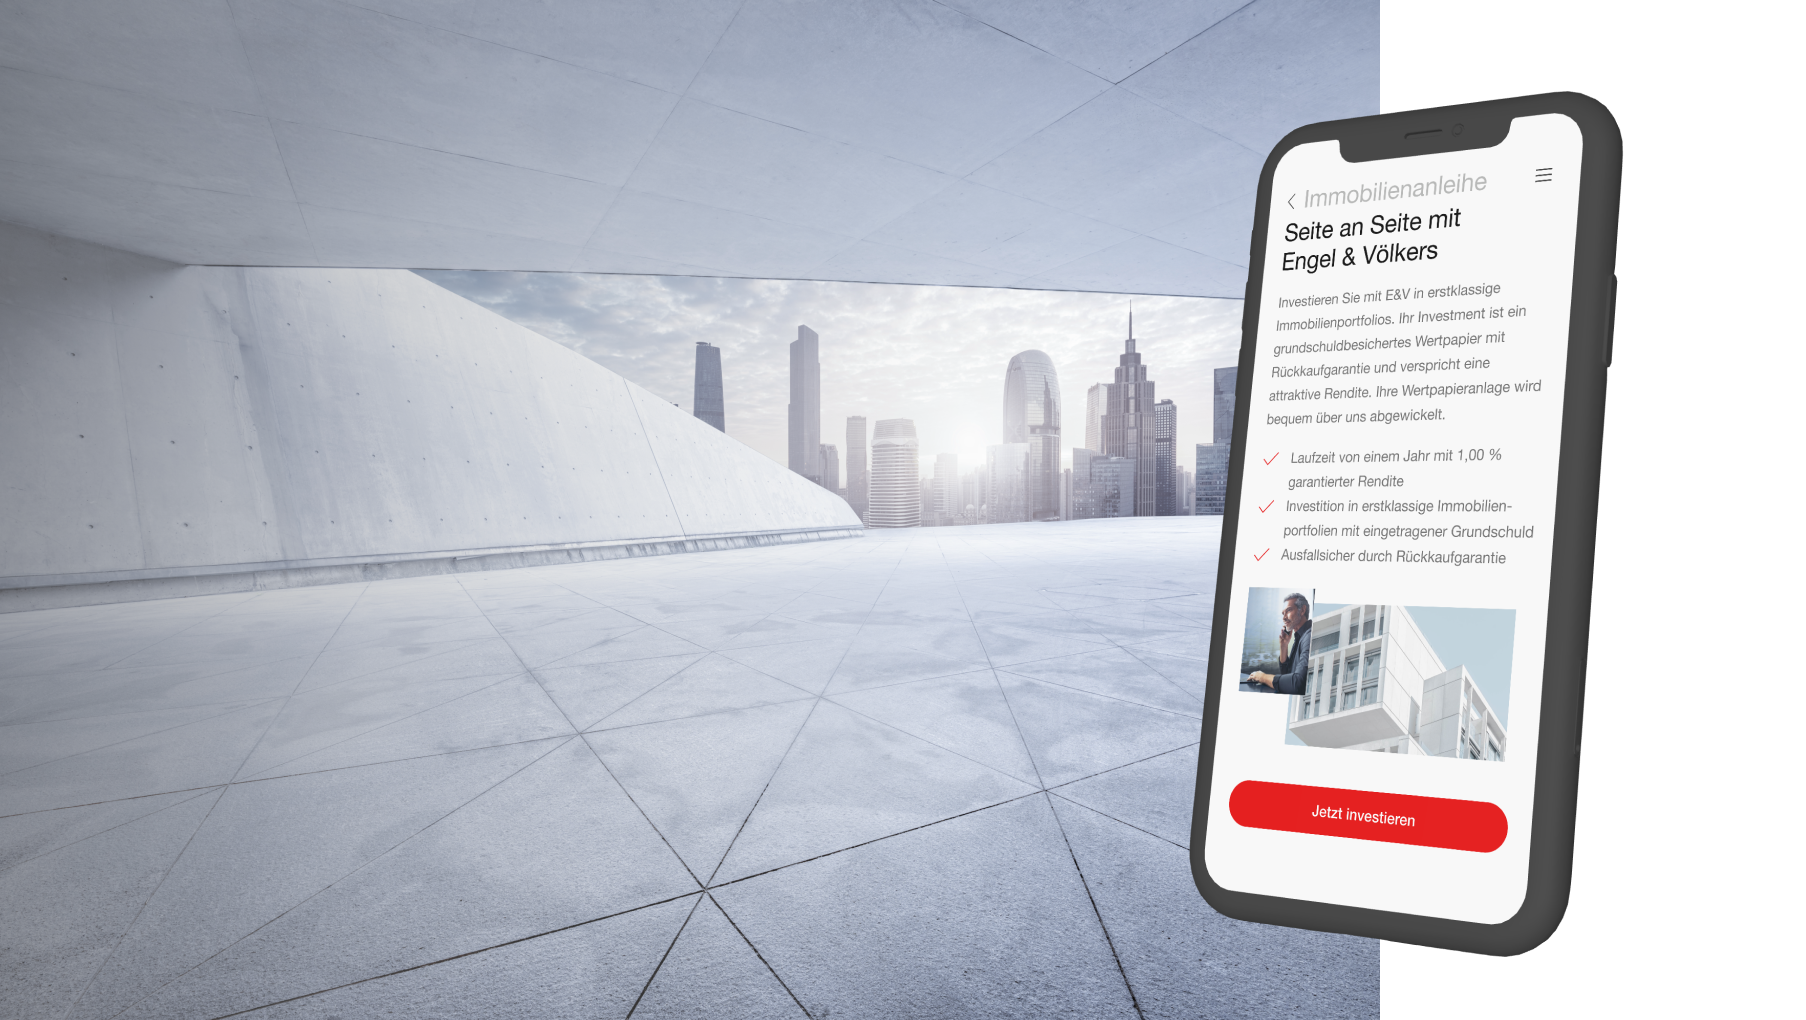 Immobilienanleihe
Seite an Seite mit
Engel & Völkers
Investieren Sie mit E&V in erstklassige
Immobilienportfolios. Ihr Investment ist ein
grundschuldbesichertes Wertpapier mit
Rückkaufgarantie und verspricht eine
attraktive Rendite. Ihre Wertpapieranlage wird
bequem über uns abgewickelt.
Laufzeit von einem Jahr mit 1,00 %
garantierter Rendite
Investition in erstklassige Immobilien-
portfolien mit eingetragener Grundschuld
Ausfallsicher durch Rückkaufgarantie
Jetzt investieren